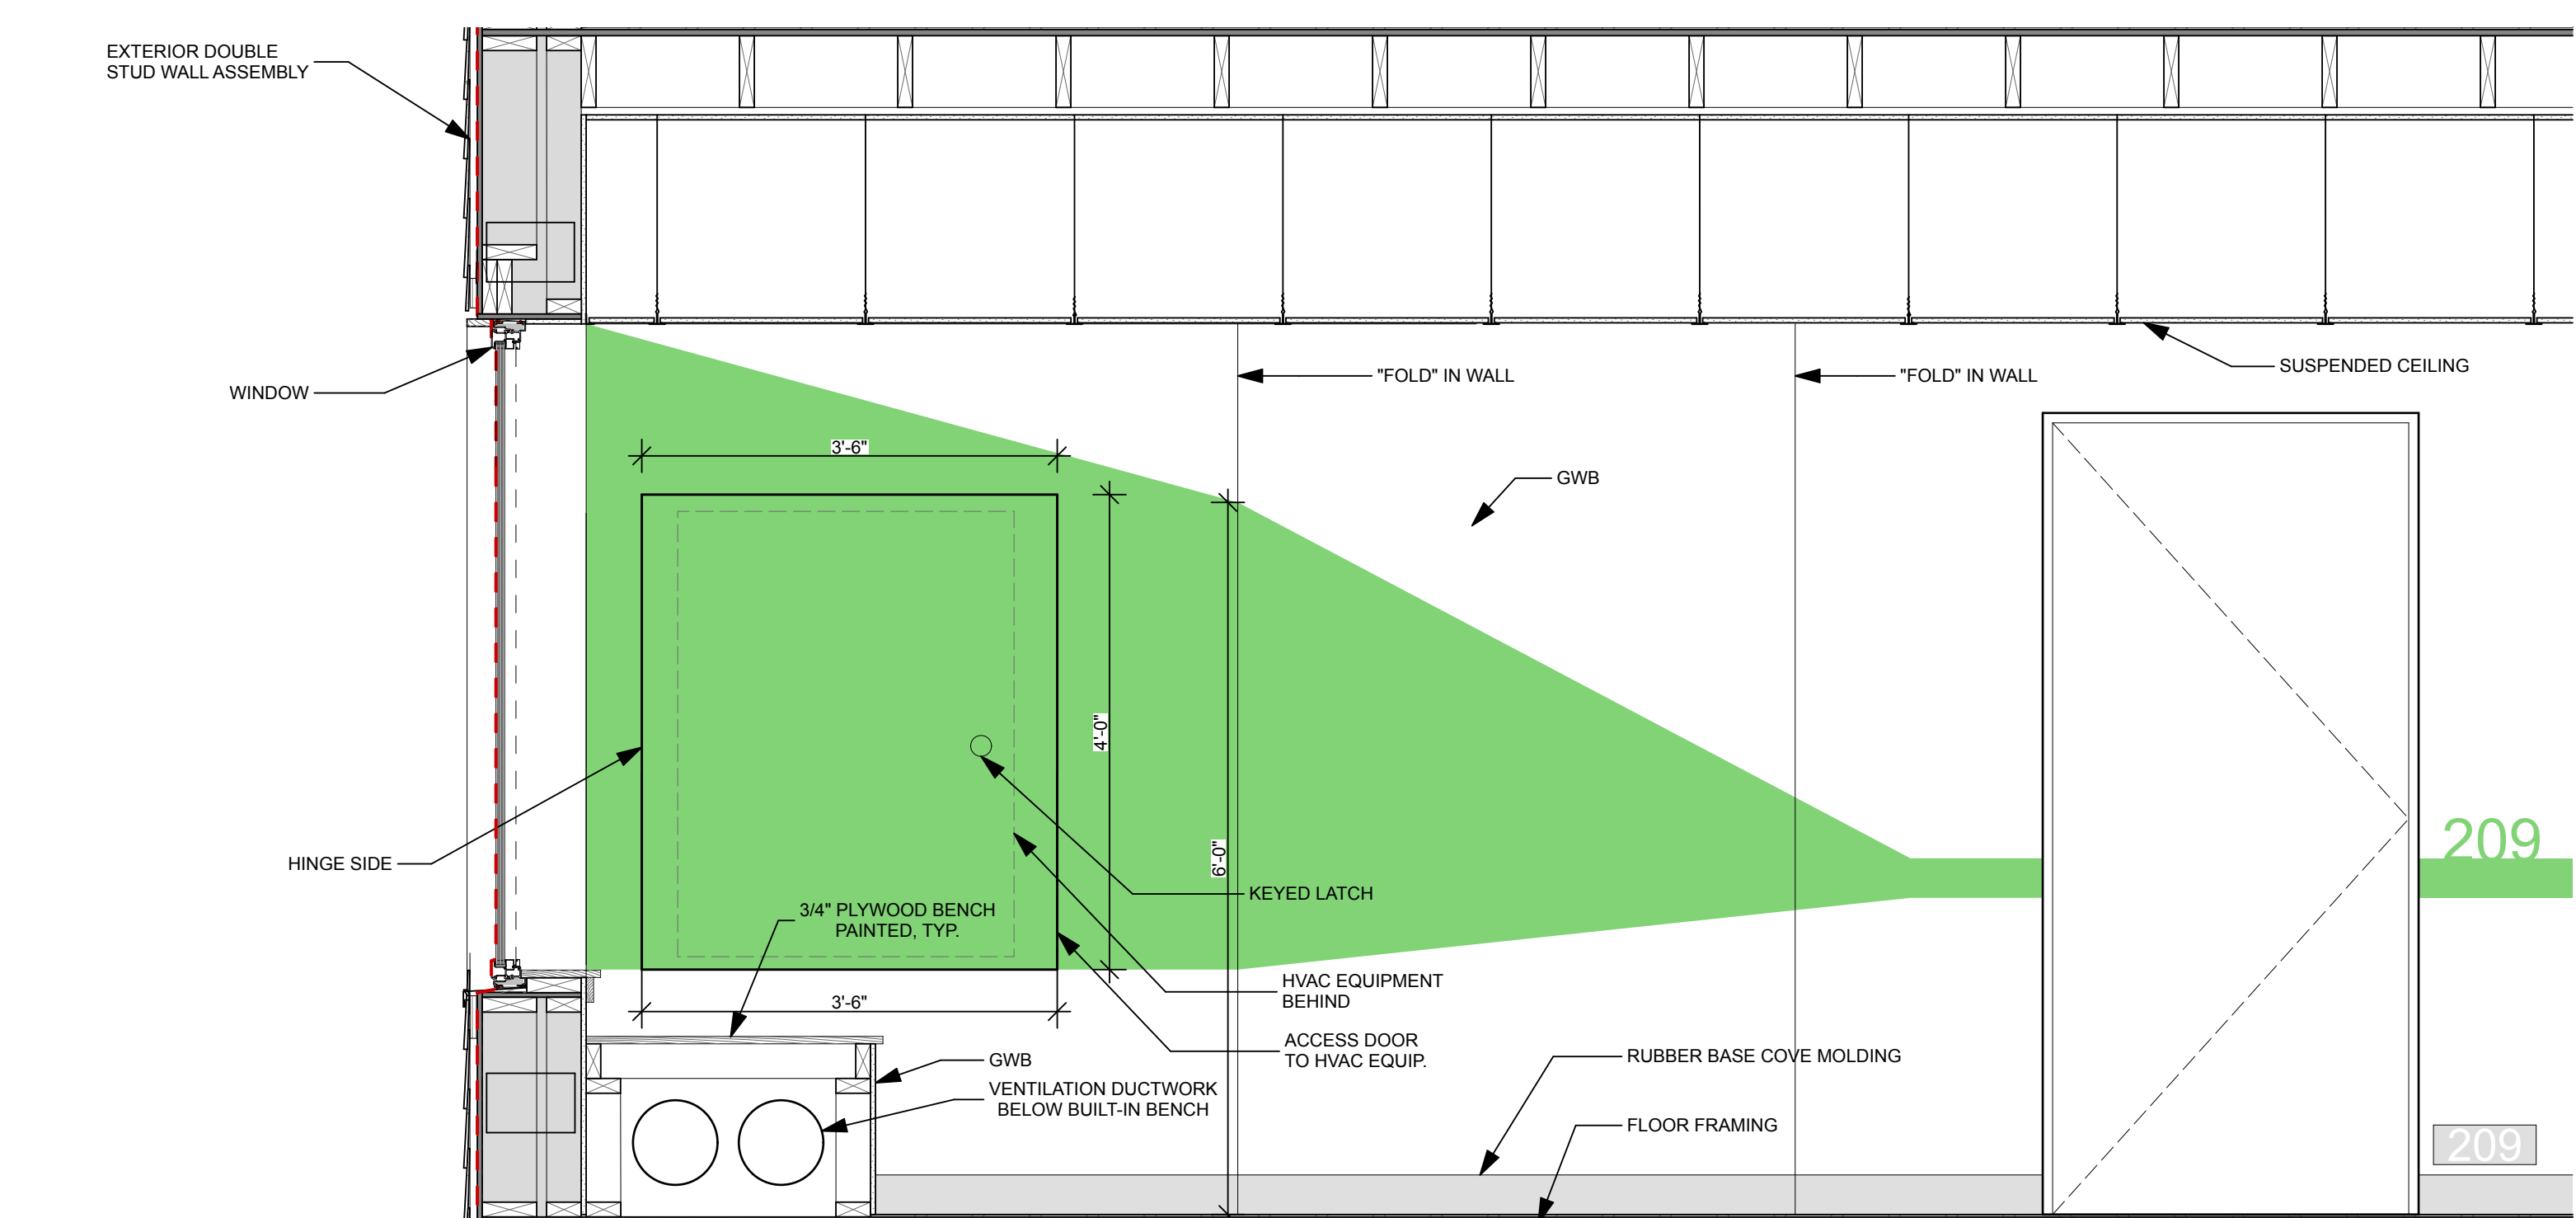 EXTERIOR DOUBLE
STUD WALL ASSEMBLY
WINDOW
"FOLD" IN WALL
"FOLD" IN WALL
SUSPENDED CEILING
3'-6"
GWB
4'-0"
6'-0"
209
HINGE SIDE
KEYED LATCH
3/4" PLYWOOD BENCH
PAINTED, TYP.
HVAC EQUIPMENT
BEHIND
3'-6"
ACCESS DOOR
TO HVAC EQUIP.
GWB
RUBBER BASE COVE MOLDING
VENTILATION DUCTWORK
BELOW BUILT-IN BENCH
FLOOR FRAMING
209